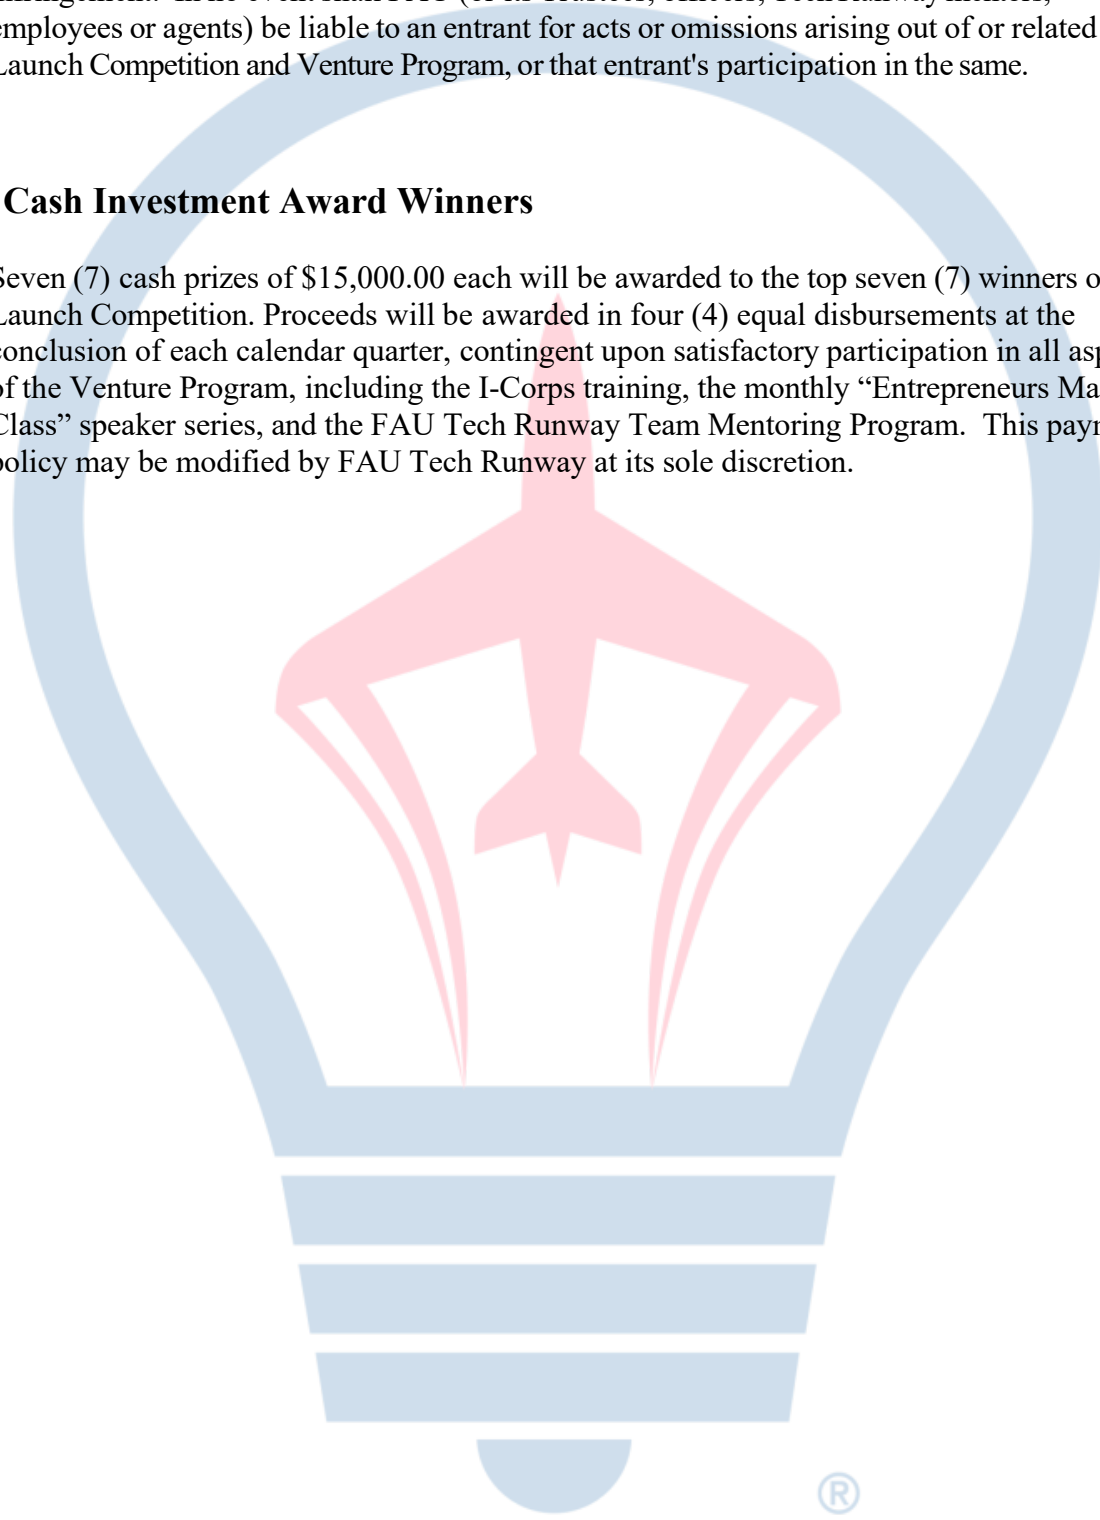 employees or agents) be liable to an entrant for acts or omissions arising out of or related
Launch Competition and Venture Program, or that entrant's participation in the same.
Cash Investment Award Winners
Seven (7) cash prizes of $15,000.00 each will be awarded to the top seven (7) winners o
Launch Competition. Proceeds will be awarded in four (4) equal disbursements at the
conclusion of each calendar quarter, contingent upon satisfactory participation in all asp
of the Venture Program, including the I-Corps training, the monthly “Entrepreneurs Ma
Class” speaker series, and the FAU Tech Runway Team Mentoring Program.  This payr
policy may be modified by FAU Tech Runway at its sole discretion.
®